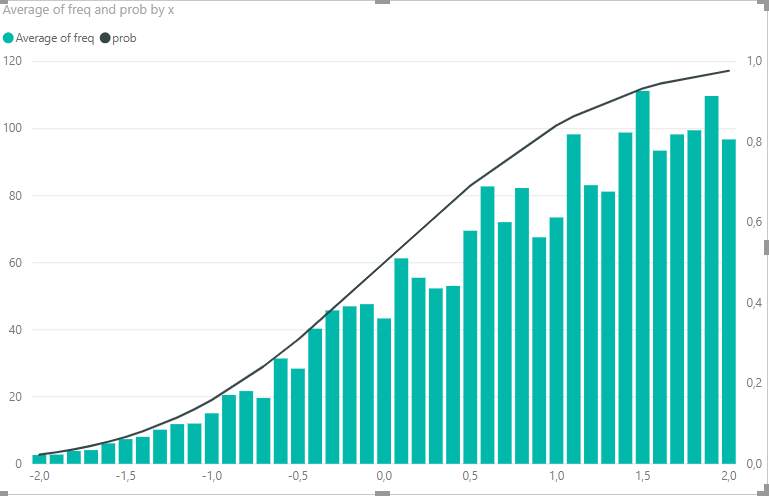 Average of freq and prob by x
Average of freq prob
120 1,0
100 0,8
80 0,6
60 0,4
40 0,2
20
0 0,0
-2,0 -1,5 -1,0 -0,5 0,0 0,5 1,0 1,5 2,0